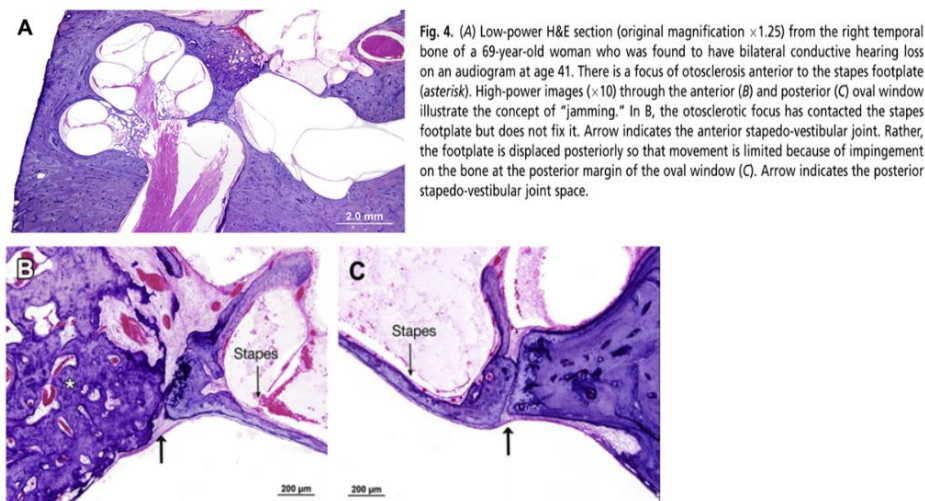 A
2.0 mm
Fig. 4. (A) Low-power H&E section (original magnification ×1.25) from the right temporal
bone of a 69-year-old woman who was found to have bilateral conductive hearing loss
on an audiogram at age 41. There is a focus of otosclerosis anterior to the stapes footplate
(asterisk). High-power images (×10) through the anterior (B) and posterior (C) oval window
illustrate the concept of "jamming." In B, the otosclerotic focus has contacted the stapes
footplate but does not fix it. Arrow indicates the anterior stapedo-vestibular joint. Rather,
the footplate is displaced posteriorly so that movement is limited because of impingement
on the bone at the posterior margin of the oval window (C). Arrow indicates the posterior
stapedo-vestibular joint space.
B
*
Stapes
200 µm
C
Stapes
200 µm